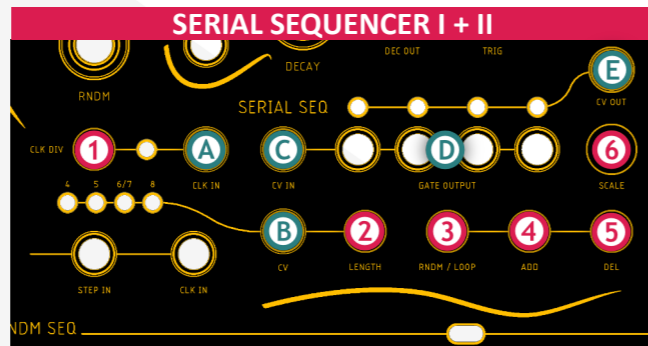 SERIAL SEQUENCER I + II
DEC OUT
TRIG
E
DECAY
RNDM
CV OUT
SERIAL SEQ
CLK DIV
1
A
C
D
6
CLK IN
CV IN
GATE OUTPUT
SCALE
4 5 6/7 8
B
2
3
4
5
CV
LENGTH
RNDM / LOOP
ADD
DEL
STEP IN
CLK IN
NDM SEQ